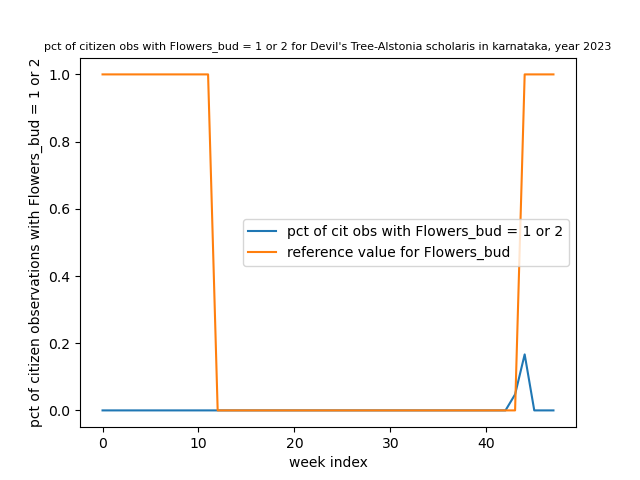 pct of citizen obs with Flowers_bud = 1 or 2 for Devil's Tree-Alstonia scholaris in karnataka, year 2023
pct of citizen observations with Flowers_bud = 1 or 2
1.0
0.8
0.6
0.4
0.2
0.0
pct of cit obs with Flowers_bud = 1 or 2
reference value for Flowers_bud
0
10
20
30
40
week index